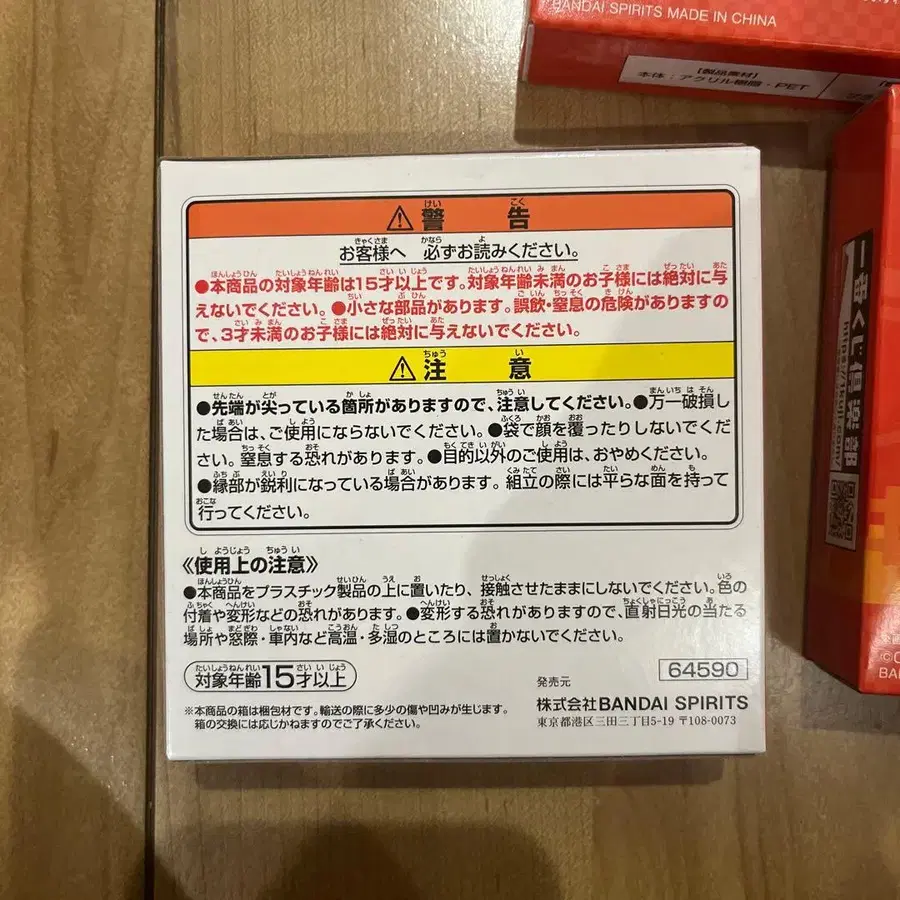 BANDAI SPIRITS MADE IN CHINA
【製品素材】
本体:アクリル樹脂・PET
⚠警告
お客様へ 必ずお読みください。
●本商品の対象年齢は15才以上です。対象年齢未満のお子様には絶対に与
えないでください。●小さな部品があります。誤飲・窒息の危険がありますの
で、3才未満のお子様には絶対に与えないでください。
⚠注意
●先端が尖っている箇所がありますので、注意してください。●万一破損し
た場合は、ご使用にならないでください。●袋で顔を覆ったりしないでくだ
さい。窒息する恐れがあります。●目的以外のご使用は、おやめください。
●縁部が鋭利になっている場合があります。組立の際には平らな面を持って
行ってください。
《使用上の注意》
●本商品をプラスチック製品の上に置いたり、接触させたままにしないでください。色の
付着や変形などの恐れがあります。●変形する恐れがありますので、直射日光の当たる
場所や窓際・車内など高温・多湿のところには置かないでください。
対象年齢15才以上
64590
※本商品の箱は梱包材です。輸送の際に多少の傷や凹みが生じます。
箱の交換には応じかねますのでご了承ください。
発売元
株式会社BANDAI SPIRITS
東京都港区三田三丁目5-19 〒108-0073
一番くじ倶楽部